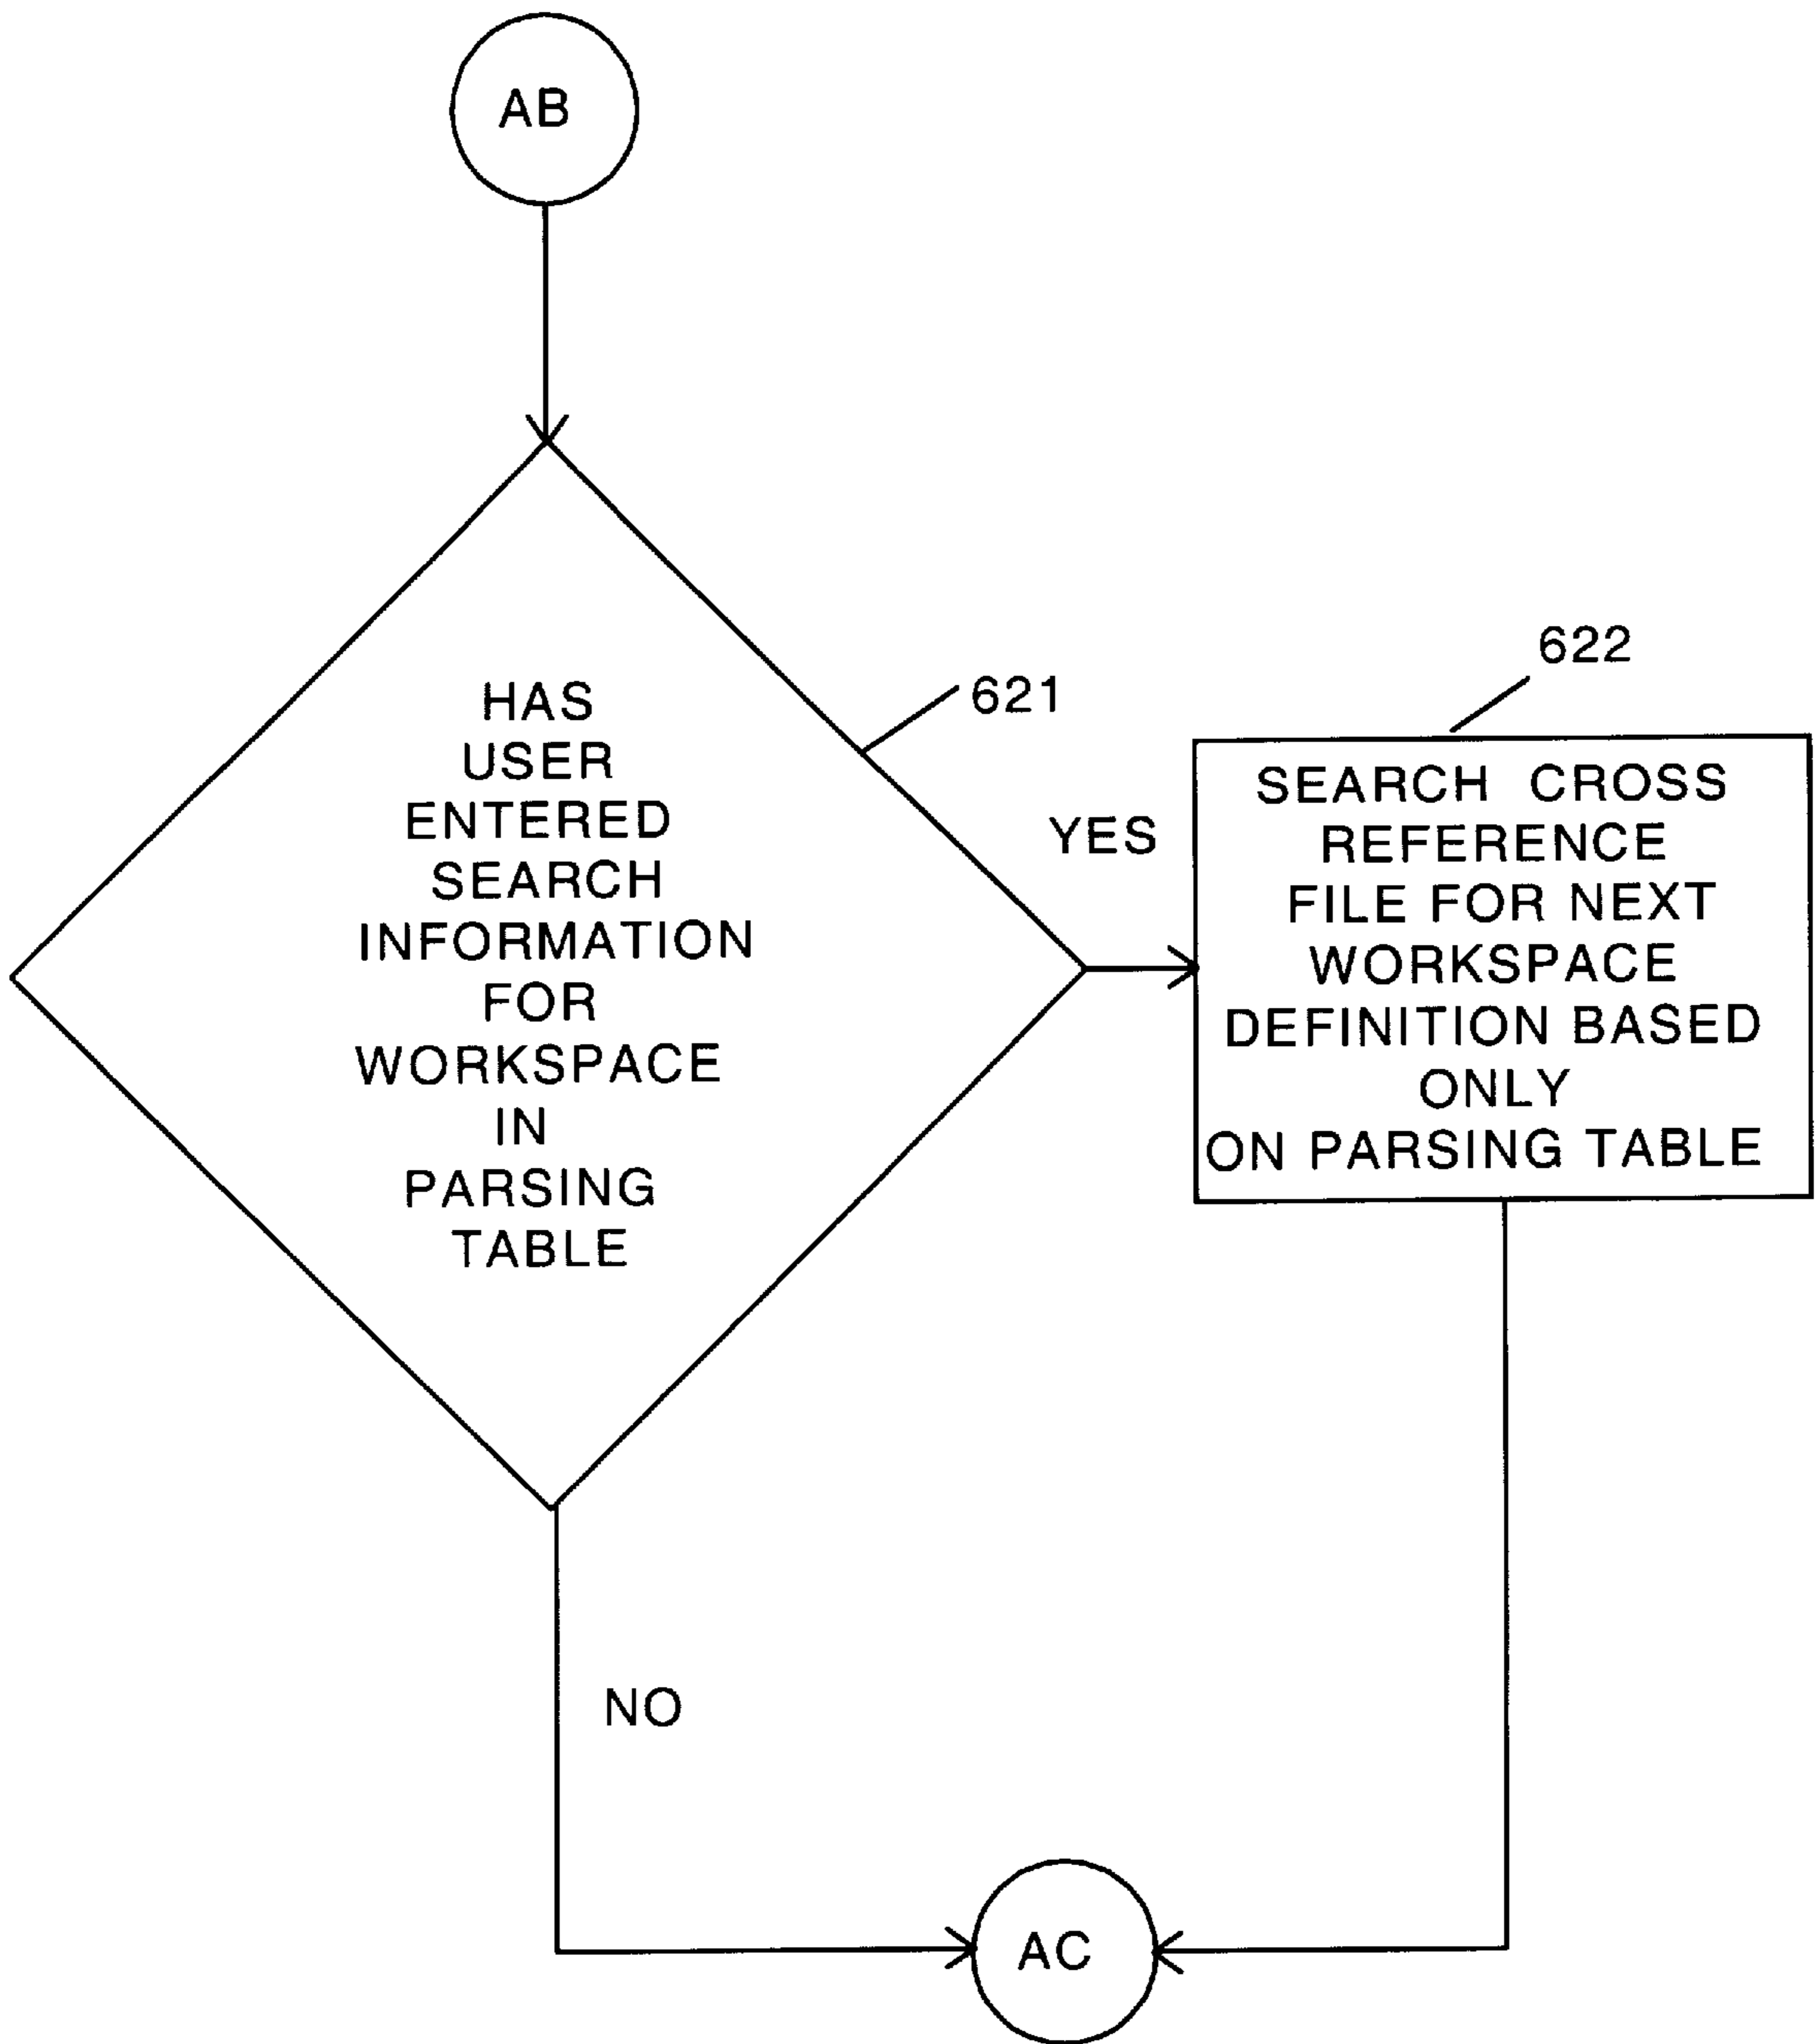 AB
HAS
USER
ENTERED
SEARCH
INFORMATION
FOR
WORKSPACE
IN
PARSING
TABLE
621
YES
622
SEARCH CROSS
REFERENCE
FILE FOR NEXT
WORKSPACE
DEFINITION BASED
ONLY
ON PARSING TABLE
NO
AC